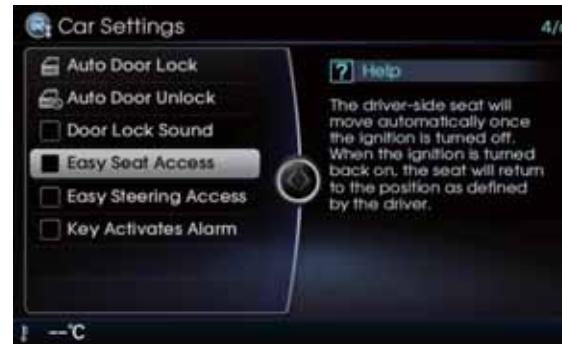 Car Settings
4/
Auto Door Lock
Auto Door Unlock
Door Lock Sound
Easy Seat Access
Easy Steering Access
Key Activates Alarm
? Help
The driver-side seat will
move automatically once
the ignition is turned off.
When the ignition is turned
back on, the seat will return
to the position as defined
by the driver.
--°C